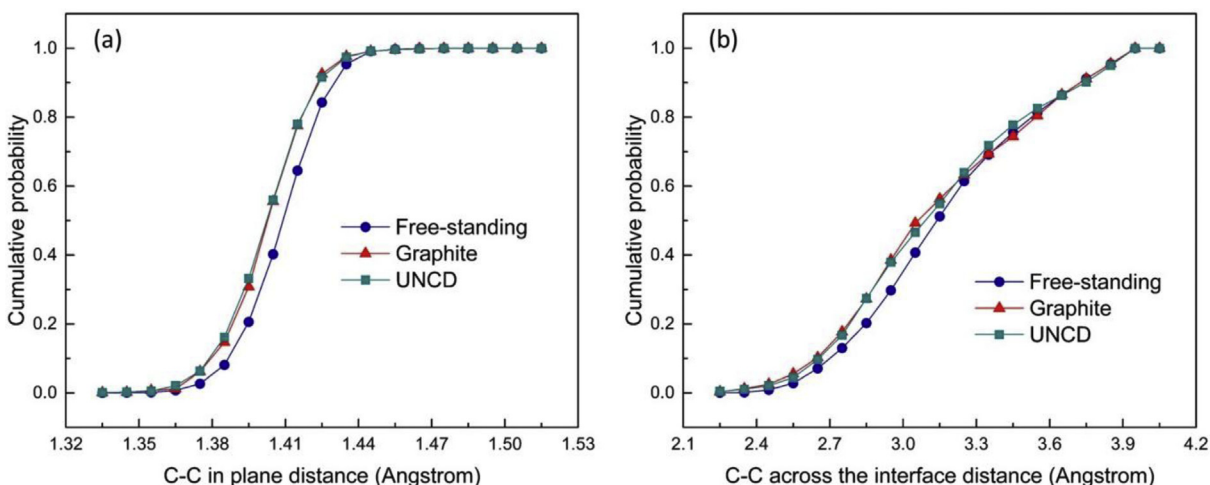 (a)
1.0
0.8
0.6
0.4
0.2
0.0
Cumulative probability
Free-standing
Graphite
UNCD
1.32 1.35 1.38 1.41 1.44 1.47 1.50 1.53
C-C in plane distance (Angstrom)
(b)
1.0
0.8
0.6
0.4
0.2
0.0
Cumulative probability
Free-standing
Graphite
UNCD
2.1 2.4 2.7 3.0 3.3 3.6 3.9 4.2
C-C across the interface distance (Angstrom)